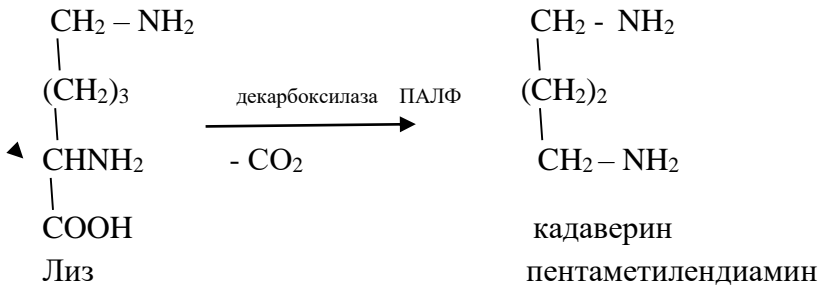 CH₂ – NH₂ CH₂ - NH₂
(CH₂)₃ декарбоксилаза ПАЛФ (CH₂)₂
CHNH₂ - CO₂ CH₂ – NH₂
COOH кадаверин
Лиз пентаметилендиамин